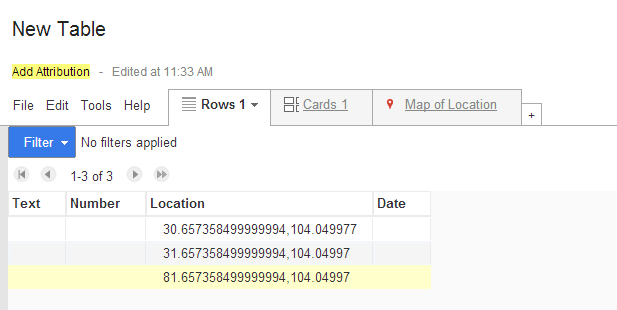 New Table
Add Attribution - Edited at 11:33 AM
File Edit Tools Help Rows 1 Cards 1 Map of Location +
Filter No filters applied
1-3 of 3
Text Number Location Date
30.657358499999994,104.049977
31.657358499999994,104.04997
81.657358499999994,104.04997